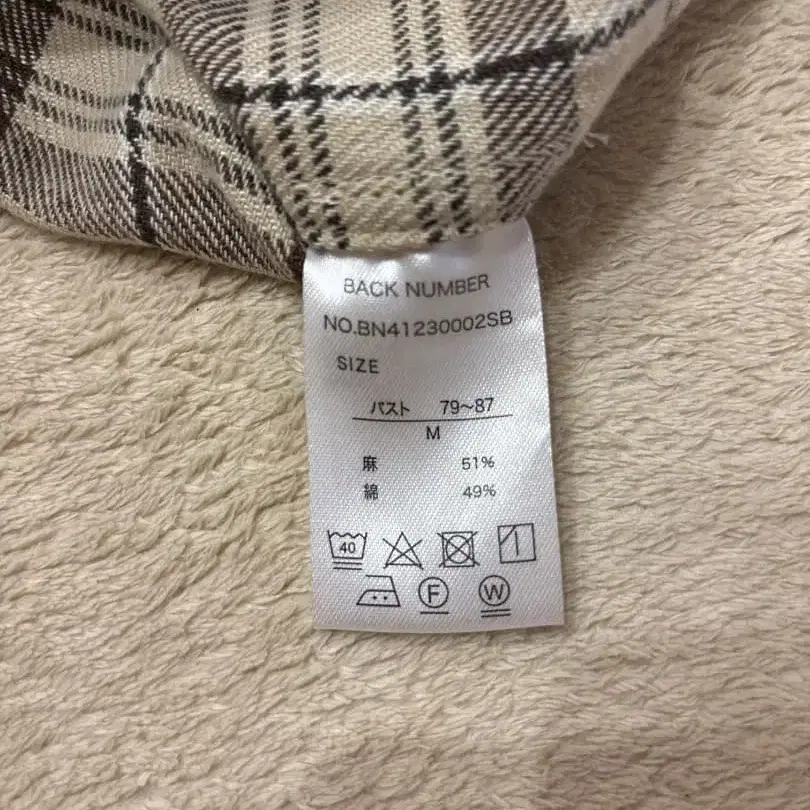 BACK NUMBER
NO.BN41230002SB
SIZE
バスト 79〜87
M
麻 51%
綿 49%
40
F W